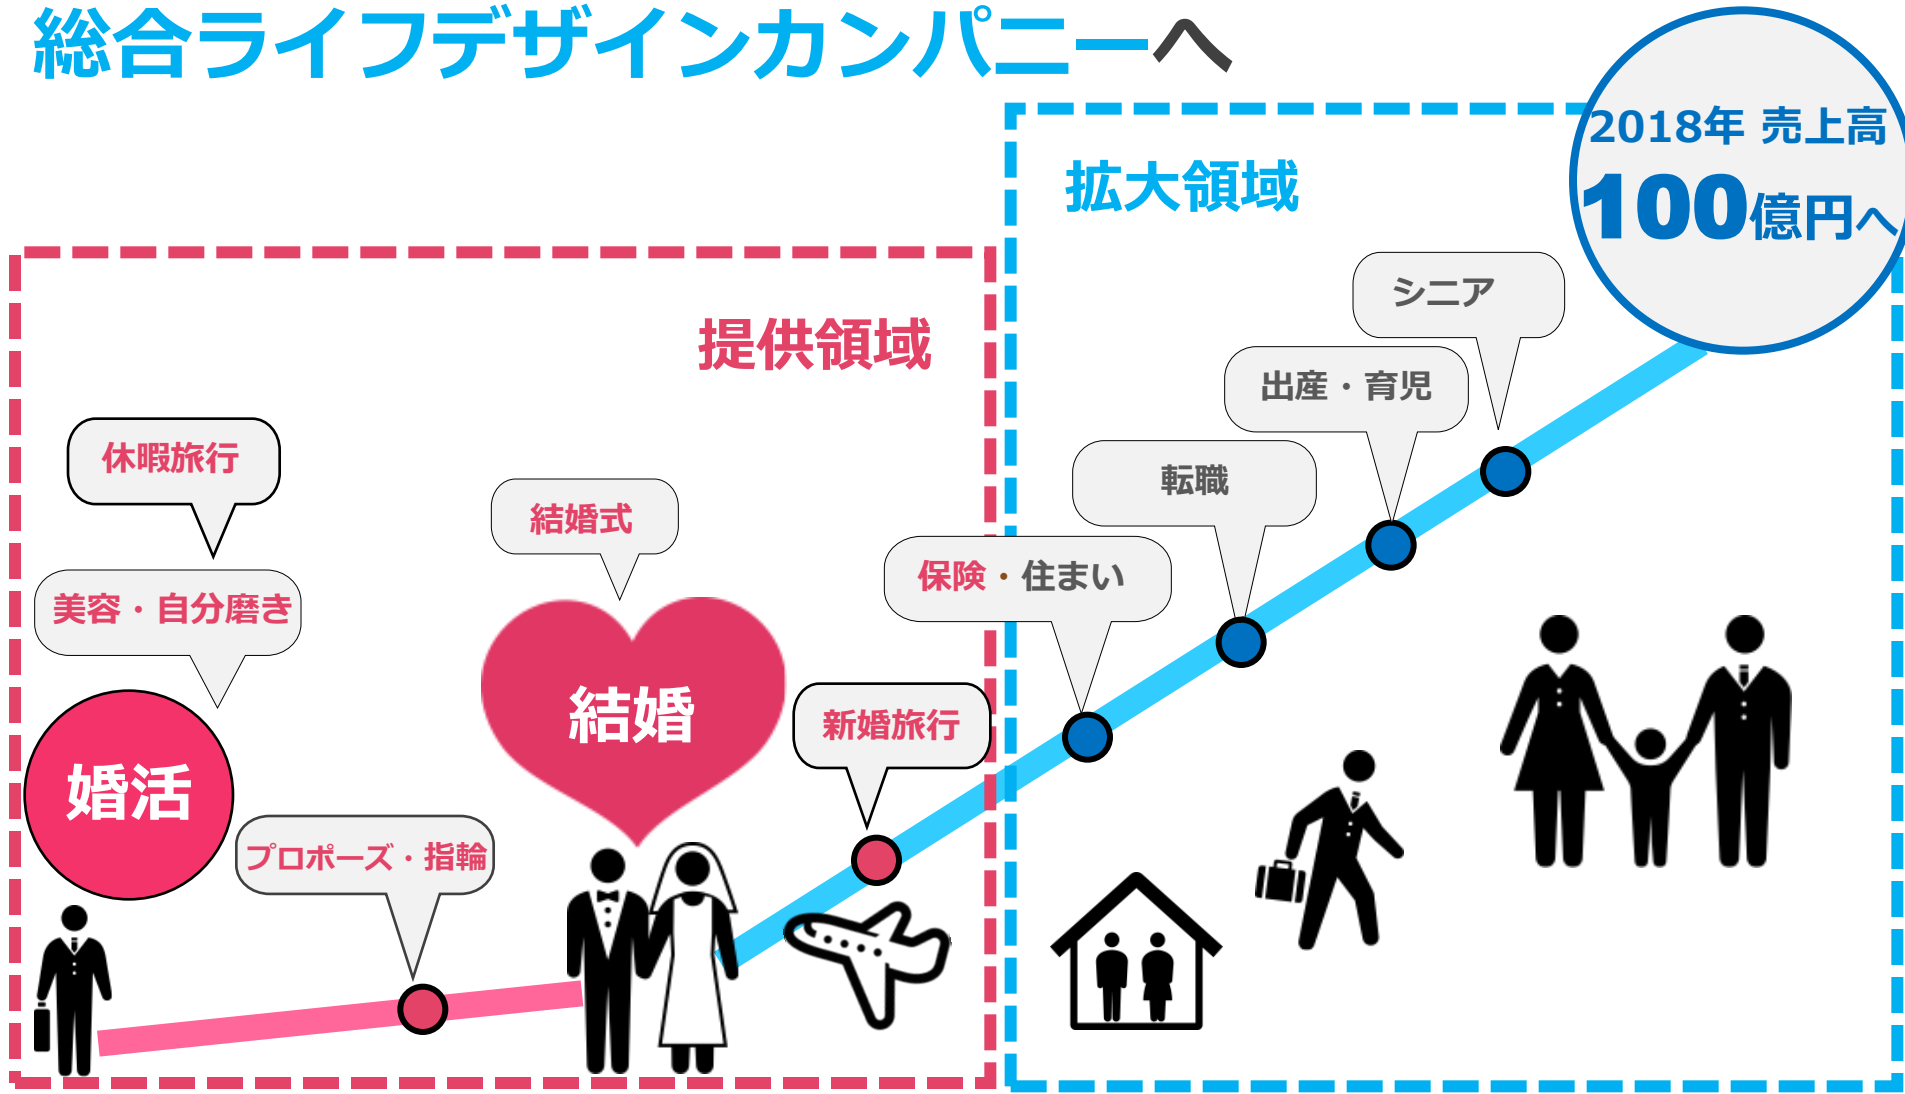 総合ライフデザインカンパニーへ
2018年 売上高
100億円へ
拡大領域
提供領域
シニア
出産・育児
転職
保険・住まい
休暇旅行
結婚式
美容・自分磨き
結婚
新婚旅行
婚活
プロポーズ・指輪